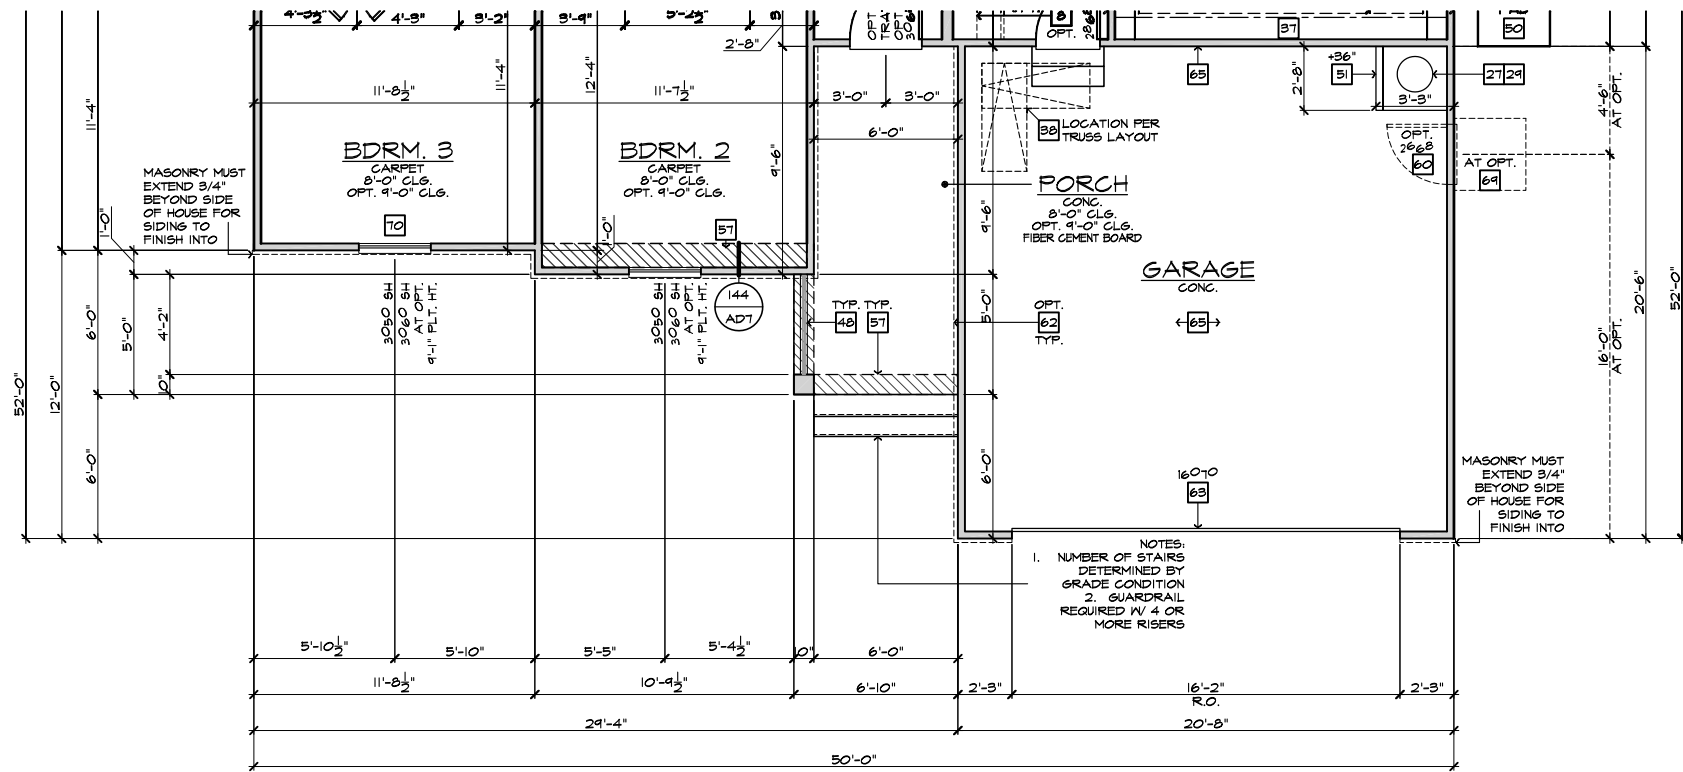 4'-3"
3'-2"
3'-9"
2'-8"
OPT.
8
OPT.
2868
37
50
11'-4"
11'-8½"
11'-4"
12'-4"
11'-7½"
3'-0"
3'-0"
6'-0"
9'-6"
65
2'-8"
+36"
51
27
29
3'-3"
4'-6"
AT OPT.
38
LOCATION PER
TRUSS LAYOUT
OPT.
2668
60
AT OPT.
69
BDRM. 3
CARPET
8'-0" CLG.
OPT. 9'-0" CLG.
70
BDRM. 2
CARPET
8'-0" CLG.
OPT. 9'-0" CLG.
57
MASONRY MUST
EXTEND 3/4"
BEYOND SIDE
OF HOUSE FOR
SIDING TO
FINISH INTO
1'-0"
1'-0"
PORCH
CONC.
8'-0" CLG.
OPT. 9'-0" CLG.
FIBER CEMENT BOARD
9'-6"
GARAGE
CONC.
3050 SH
3060 SH
AT OPT.
9'-1" PLT. HT.
3050 SH
3060 SH
AT OPT.
9'-1" PLT. HT.
144
AD7
TYP.
48
TYP.
57
5'-0"
OPT.
62
TYP.
65
20'-6"
52'-0"
16'-0"
AT OPT.
52'-0"
12'-0"
6'-0"
5'-0"
4'-2"
10"
6'-0"
6'-0"
16070
63
MASONRY MUST
EXTEND 3/4"
BEYOND SIDE
OF HOUSE FOR
SIDING TO
FINISH INTO
NOTES:
1. NUMBER OF STAIRS
DETERMINED BY
GRADE CONDITION
2. GUARDRAIL
REQUIRED W/ 4 OR
MORE RISERS
5'-10½"
5'-10"
5'-5"
5'-4½"
10"
6'-0"
11'-8½"
10'-9½"
6'-10"
2'-3"
16'-2"
R.O.
2'-3"
29'-4"
20'-8"
50'-0"